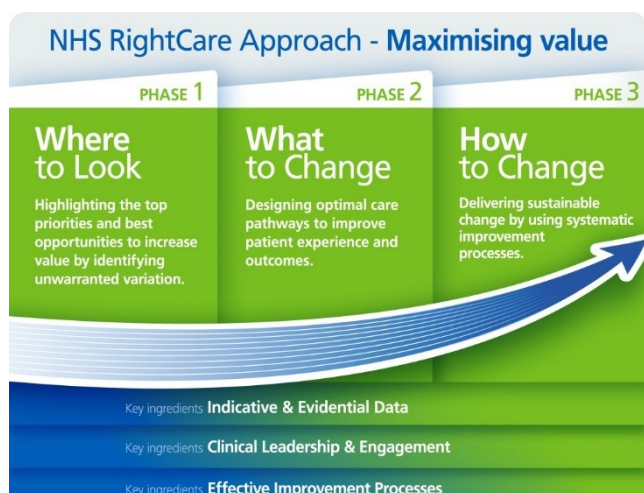 NHS RightCare Approach - Maximising value
PHASE 1
Where
to Look
Highlighting the top
priorities and best
opportunities to increase
value by identifying
unwarranted variation.
PHASE 2
What
to Change
Designing optimal care
pathways to improve
patient experience and
outcomes.
PHASE 3
How
to Change
Delivering sustainable
change by using systematic
improvement
processes.
Key ingredients Indicative & Evidential Data
Key ingredients Clinical Leadership & Engagement
Key ingredients Effective Improvement Processes